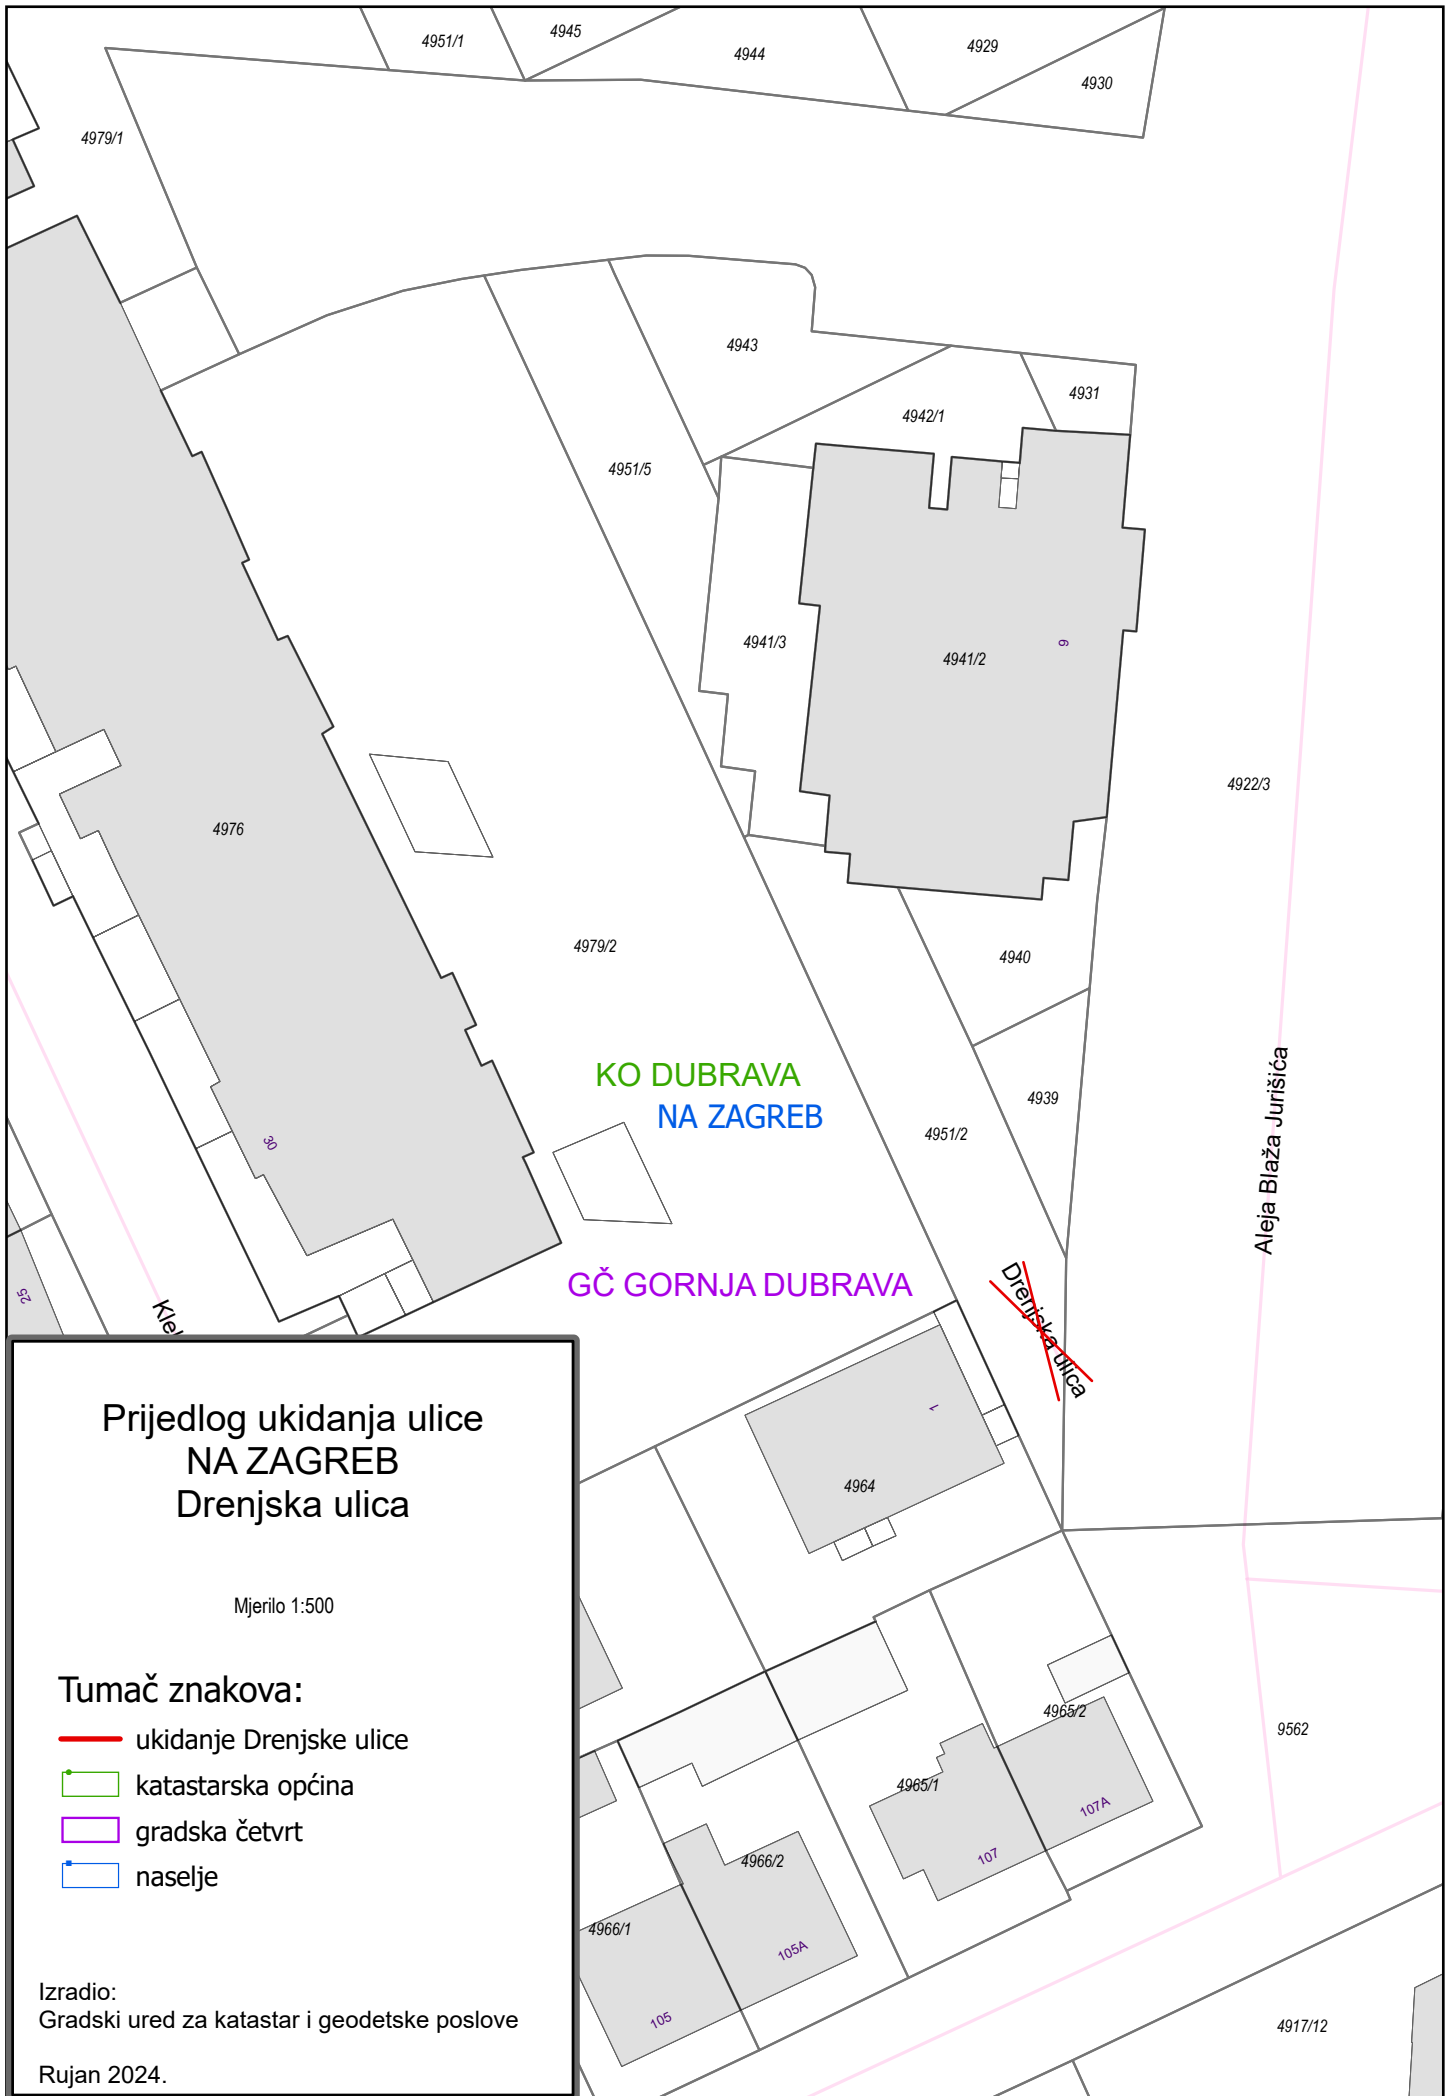 4951/1
4945
4944
4929
4930
4979/1
4943
4931
4942/1
4951/5
4941/3
4941/2
9
4922/3
4976
4979/2
4940
KO DUBRAVA
NA ZAGREB
4939
4951/2
30
Aleja Blaža Jurišića
GČ GORNJA DUBRAVA
Drenjska ulica
25
1
4964
4965/2
9562
4965/1
107A
107
4966/2
4966/1
105A
105
4917/12
Prijedlog ukidanja ulice
NA ZAGREB
Drenjska ulica
Mjerilo 1:500
Tumač znakova:
ukidanje Drenjske ulice
katastarska općina
gradska četvrt
naselje
Izradio:
Gradski ured za katastar i geodetske poslove
Rujan 2024.